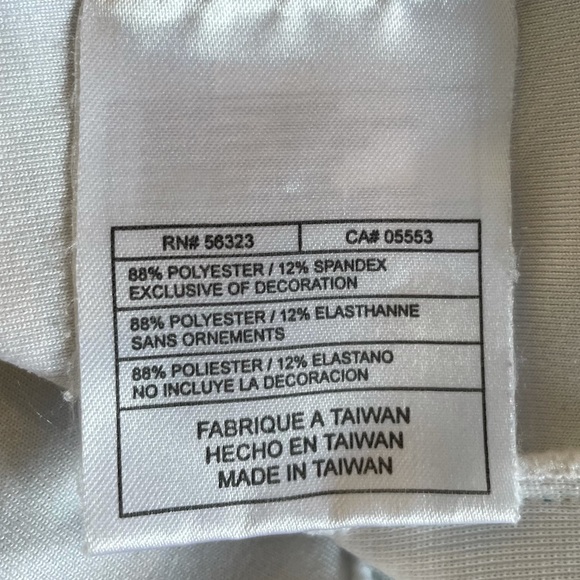 RN# 56323 CA# 05553
88% POLYESTER / 12% SPANDEX
EXCLUSIVE OF DECORATION
88% POLYESTER / 12% ELASTHANNE
SANS ORNEMENTS
88% POLIESTER / 12% ELASTANO
NO INCLUYE LA DECORACION
FABRIQUE A TAIWAN
HECHO EN TAIWAN
MADE IN TAIWAN